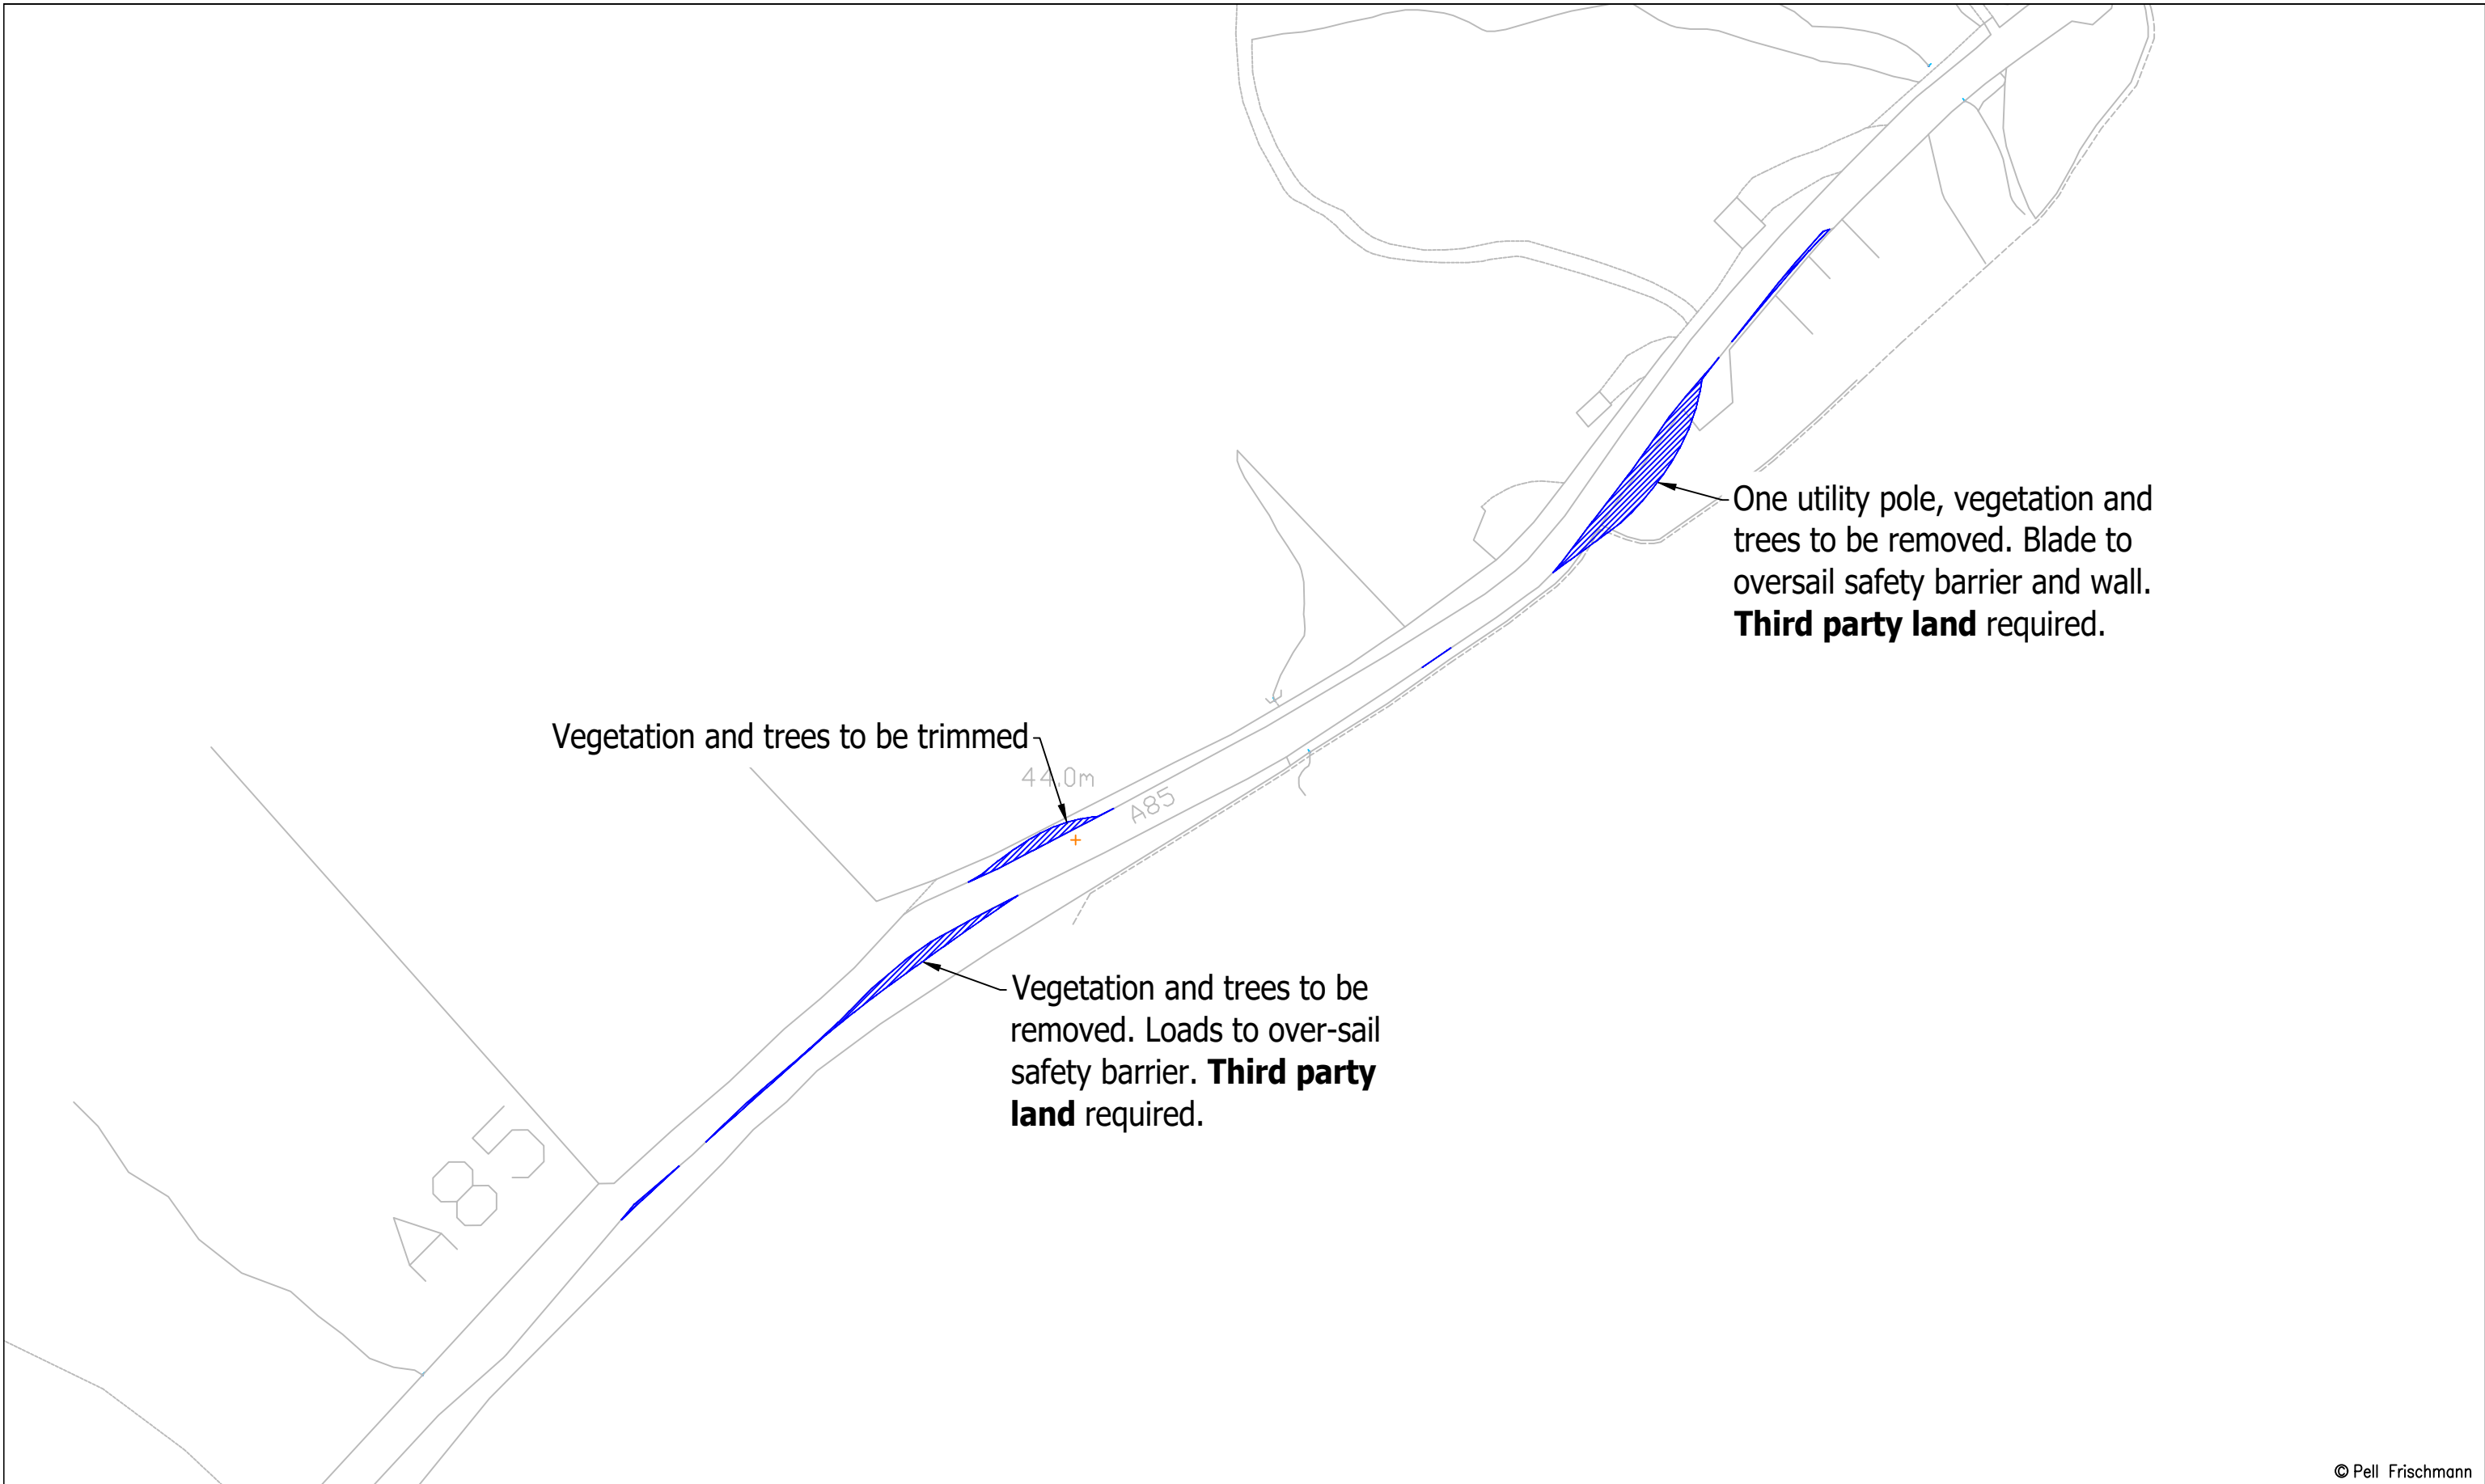 One utility pole, vegetation and
trees to be removed. Blade to
oversail safety barrier and wall.
Third party land required.
Vegetation and trees to be trimmed
44.0m
A85
Vegetation and trees to be
removed. Loads to over-sail
safety barrier. Third party
land required.
A85
© Pell Frischmann